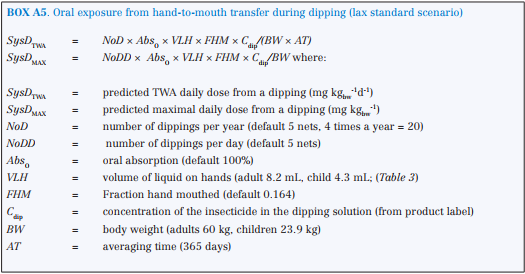 BOX A5. Oral exposure from hand-to-mouth transfer during dipping (lax standard scenario)
SysD_TWA = NoD × Abs_O × VLH × FHM × C_dip/(BW × AT)
SysD_MAX = NoDD × Abs_O × VLH × FHM × C_dip/BW where:
SysD_TWA = predicted TWA daily dose from a dipping (mg kg_bw^-1 d^-1)
SysD_MAX = predicted maximal daily dose from a dipping (mg kg_bw^-1)
NoD = number of dippings per year (default 5 nets, 4 times a year = 20)
NoDD = number of dippings per day (default 5 nets)
Abs_O = oral absorption (default 100%)
VLH = volume of liquid on hands (adult 8.2 mL, child 4.3 mL; (Table 3)
FHM = Fraction hand mouthed (default 0.164)
C_dip = concentration of the insecticide in the dipping solution (from product label)
BW = body weight (adults 60 kg, children 23.9 kg)
AT = averaging time (365 days)